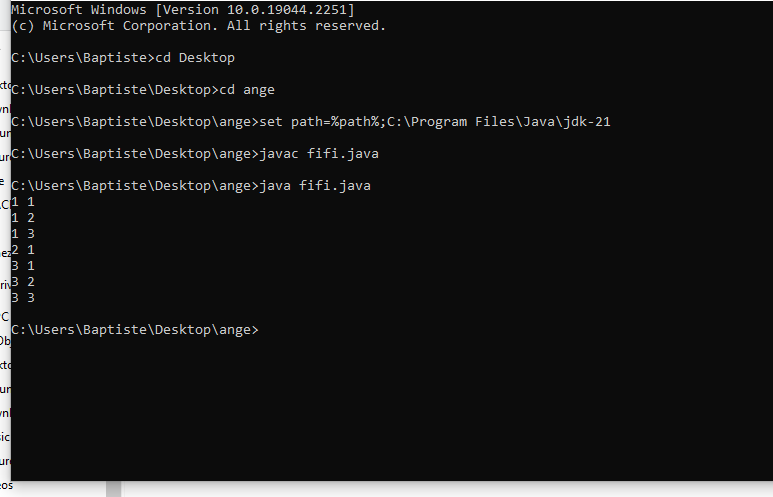 Microsoft Windows [Version 10.0.19044.2251]
(c) Microsoft Corporation. All rights reserved.
C:\Users\Baptiste>cd Desktop
C:\Users\Baptiste\Desktop>cd ange
C:\Users\Baptiste\Desktop\ange>set path=%path%;C:\Program Files\Java\jdk-21
C:\Users\Baptiste\Desktop\ange>javac fifi.java
C:\Users\Baptiste\Desktop\ange>java fifi.java
1 1
1 2
1 3
2 1
3 1
3 2
3 3
C:\Users\Baptiste\Desktop\ange>